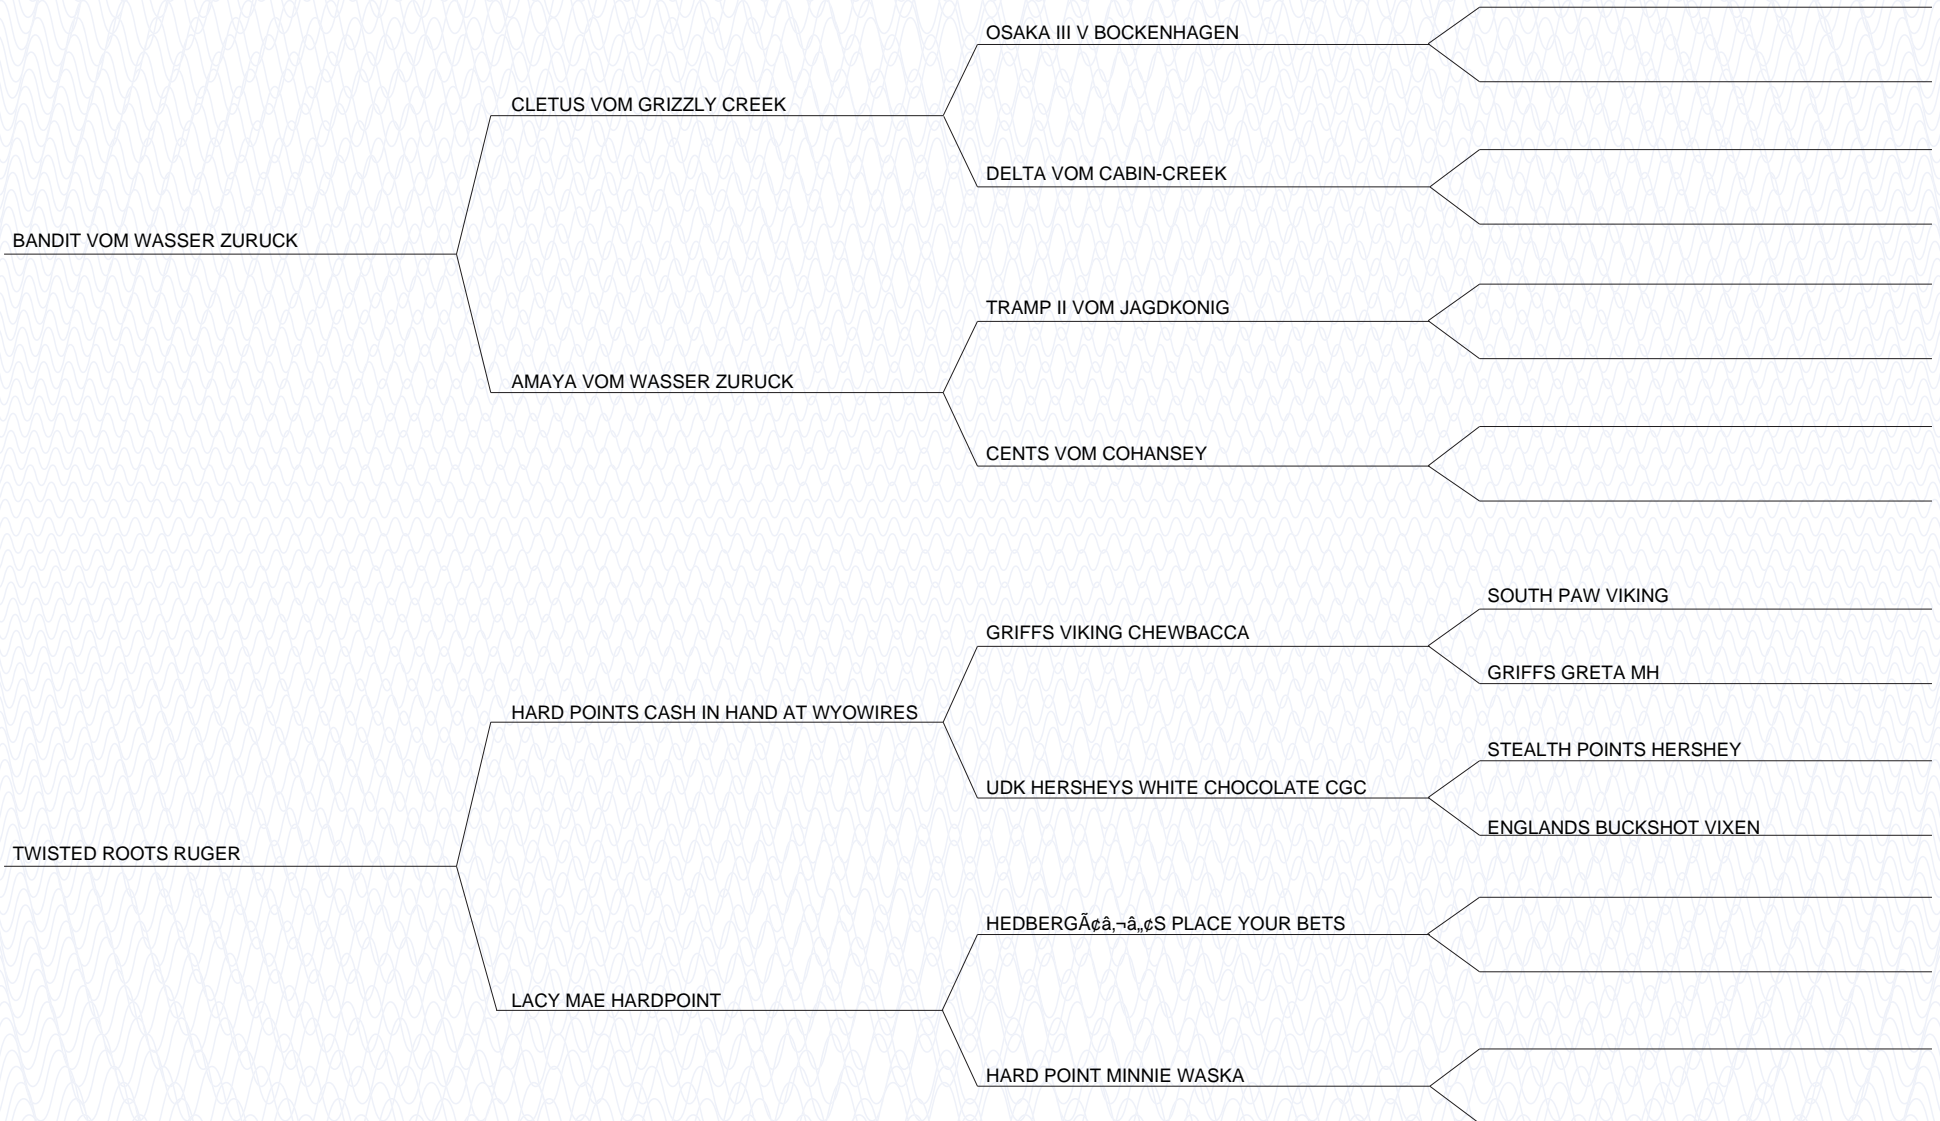 OSAKA III V BOCKENHAGEN
CLETUS VOM GRIZZLY CREEK
DELTA VOM CABIN-CREEK
BANDIT VOM WASSER ZURUCK
TRAMP II VOM JAGDKONIG
AMAYA VOM WASSER ZURUCK
CENTS VOM COHANSEY
SOUTH PAW VIKING
GRIFFS VIKING CHEWBACCA
GRIFFS GRETA MH
HARD POINTS CASH IN HAND AT WYOWIRES
STEALTH POINTS HERSHEY
UDK HERSHEYS WHITE CHOCOLATE CGC
ENGLANDS BUCKSHOT VIXEN
TWISTED ROOTS RUGER
HEDBERGÃ¢â‚¬â„¢S PLACE YOUR BETS
LACY MAE HARDPOINT
HARD POINT MINNIE WASKA